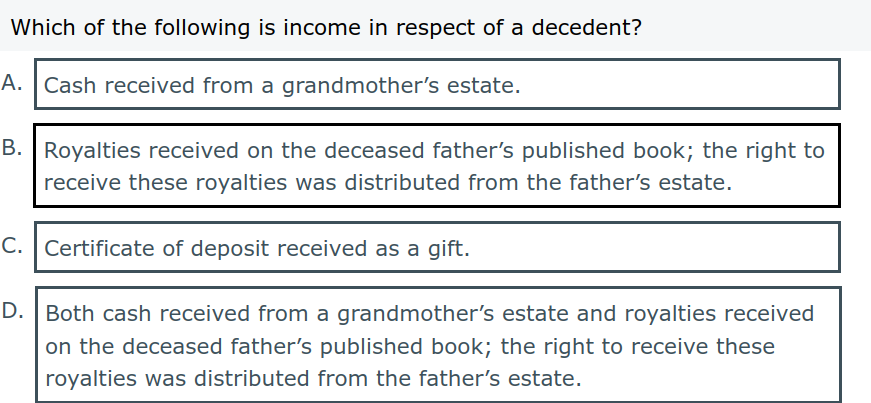 Which of the following is income in respect of a decedent?
A. Cash received from a grandmother’s estate.
B. Royalties received on the deceased father’s published book; the right to
receive these royalties was distributed from the father’s estate.
C. Certificate of deposit received as a gift.
D. Both cash received from a grandmother’s estate and royalties received
on the deceased father’s published book; the right to receive these
royalties was distributed from the father’s estate.